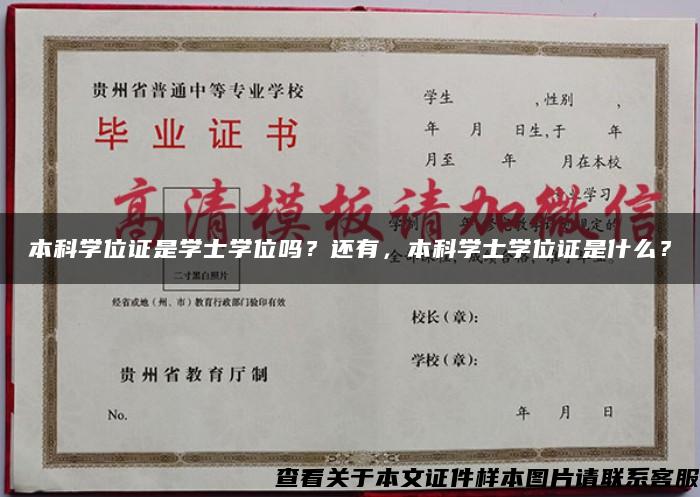 贵州省普通中等专业学校
毕业证书
二寸黑白照片
经省或地（州、市）教育行政部门验印有效
贵州省教育厅制
No.
学生 ，性别 ，
年 月 日生,于 年
月至 年 月在本校
校长（章）：
学校（章）：
年 月 日
高清模板请加微信
本科学位证是学士学位吗？还有，本科学士学位证是什么？
查看关于本文证件样本图片请联系客服